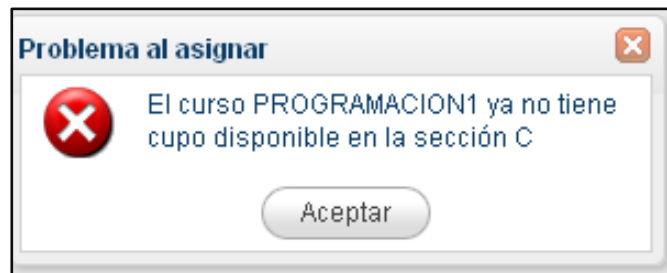 Problema al asignar
El curso PROGRAMACION1 ya no tiene
cupo disponible en la sección C
Aceptar